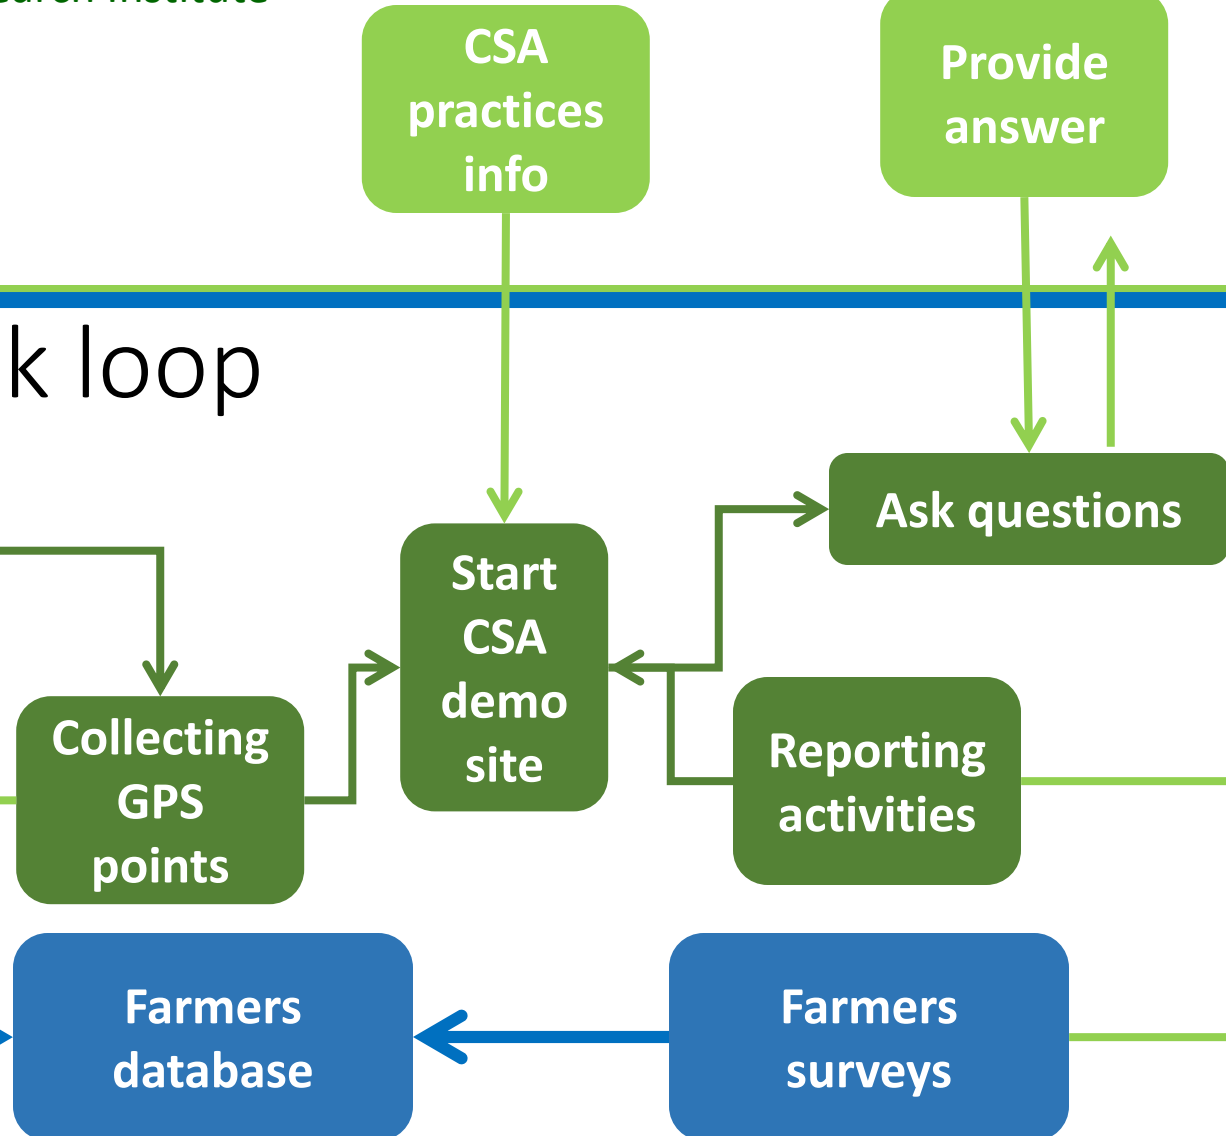 Institute
CSA
practices
info
Provide
answer
k loop
Ask questions
Start
CSA
demo
site
Collecting
GPS
points
Reporting
activities
Farmers
database
Farmers
surveys